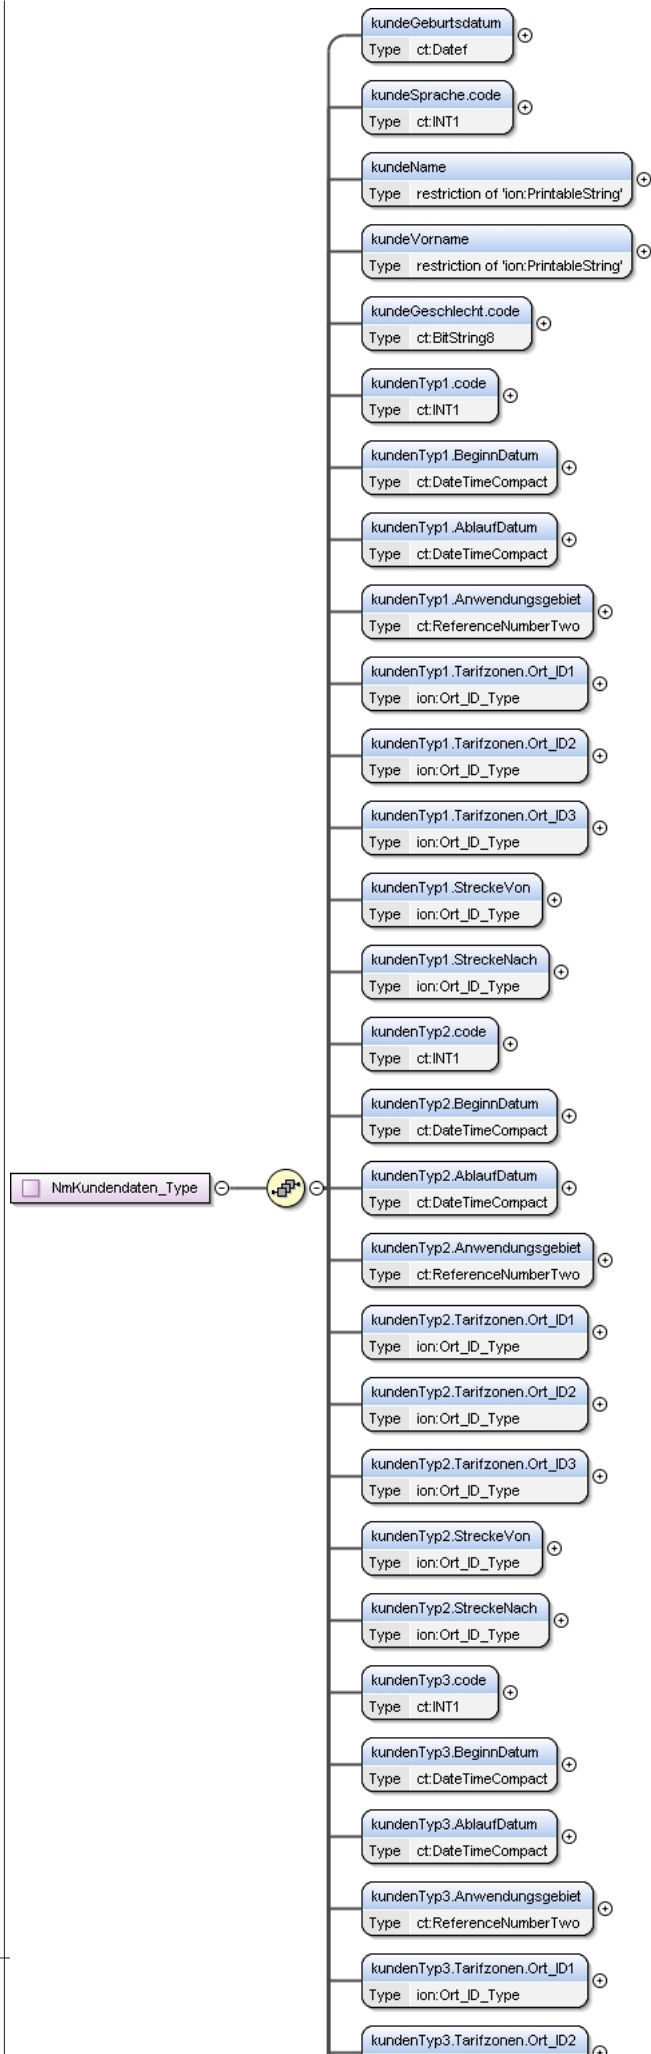 kundeGeburtsdatum
Type ct:Datef
kundeSprache.code
Type ct:INT1
kundeName
Type restriction of 'ion:PrintableString'
kundeVorname
Type restriction of 'ion:PrintableString'
kundeGeschlecht.code
Type ct:BitString8
kundenTyp1.code
Type ct:INT1
kundenTyp1.BeginnDatum
Type ct:DateTimeCompact
kundenTyp1.AblaufDatum
Type ct:DateTimeCompact
kundenTyp1.Anwendungsgebiet
Type ct:ReferenceNumberTwo
kundenTyp1.Tarifzonen.Ort_ID1
Type ion:Ort_ID_Type
kundenTyp1.Tarifzonen.Ort_ID2
Type ion:Ort_ID_Type
kundenTyp1.Tarifzonen.Ort_ID3
Type ion:Ort_ID_Type
kundenTyp1.StreckeVon
Type ion:Ort_ID_Type
kundenTyp1.StreckeNach
Type ion:Ort_ID_Type
kundenTyp2.code
Type ct:INT1
kundenTyp2.BeginnDatum
Type ct:DateTimeCompact
NmKundendaten_Type
kundenTyp2.AblaufDatum
Type ct:DateTimeCompact
kundenTyp2.Anwendungsgebiet
Type ct:ReferenceNumberTwo
kundenTyp2.Tarifzonen.Ort_ID1
Type ion:Ort_ID_Type
kundenTyp2.Tarifzonen.Ort_ID2
Type ion:Ort_ID_Type
kundenTyp2.Tarifzonen.Ort_ID3
Type ion:Ort_ID_Type
kundenTyp2.StreckeVon
Type ion:Ort_ID_Type
kundenTyp2.StreckeNach
Type ion:Ort_ID_Type
kundenTyp3.code
Type ct:INT1
kundenTyp3.BeginnDatum
Type ct:DateTimeCompact
kundenTyp3.AblaufDatum
Type ct:DateTimeCompact
kundenTyp3.Anwendungsgebiet
Type ct:ReferenceNumberTwo
kundenTyp3.Tarifzonen.Ort_ID1
Type ion:Ort_ID_Type
kundenTyp3.Tarifzonen.Ort_ID2